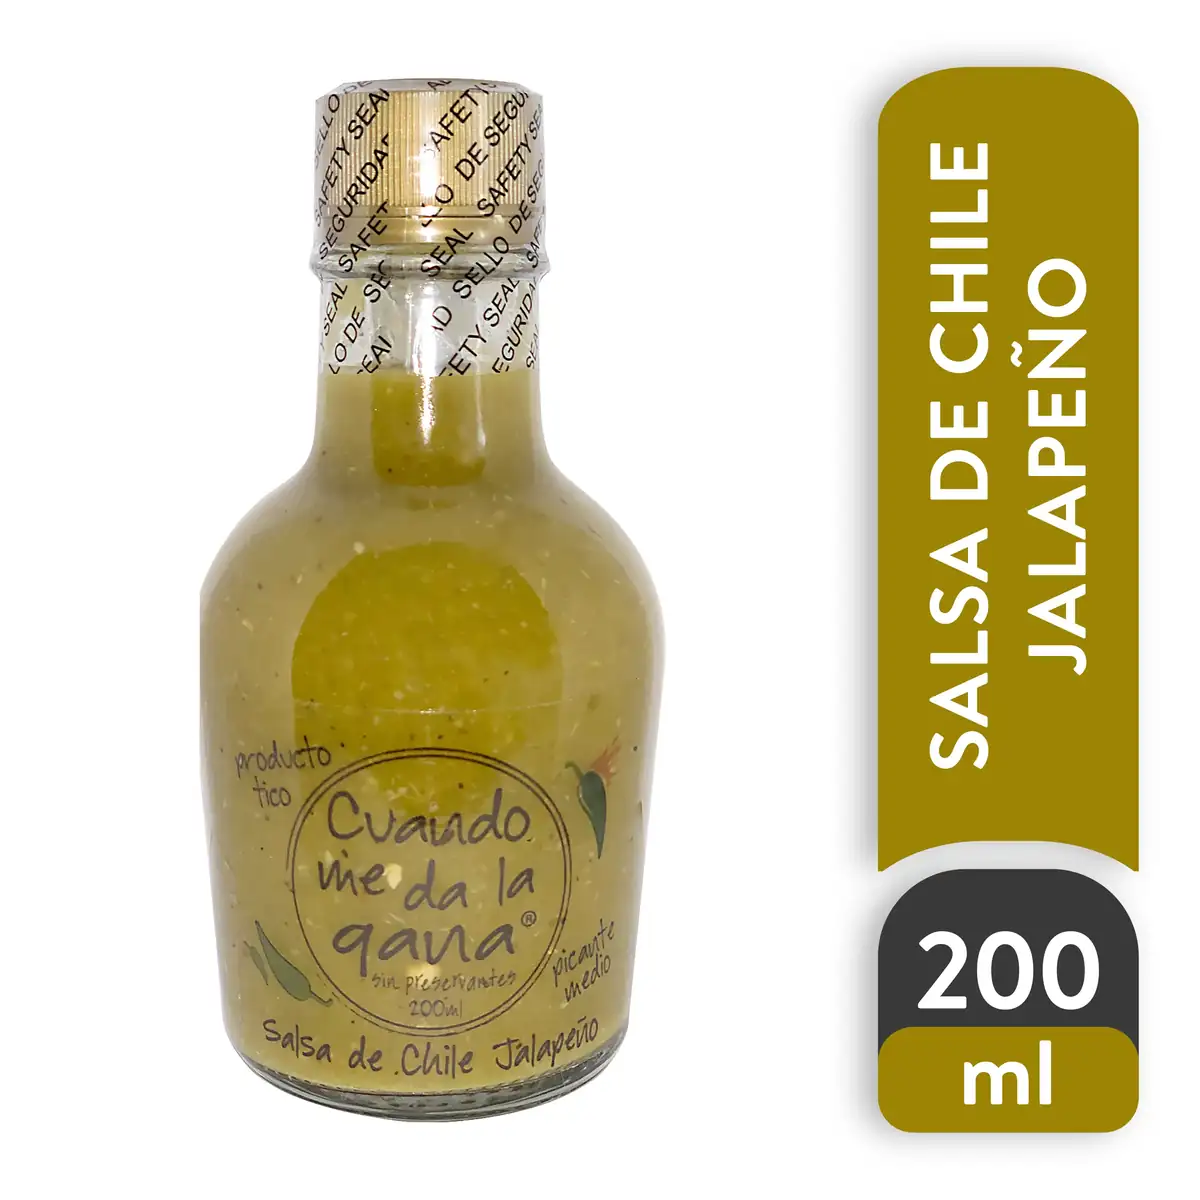 SELLO DE SEGURIDAD
SAFETY SEAL
producto
tico
Cuando
me da la
gana®
sin preservantes
200ml
picante
medio
Salsa de Chile Jalapeño
SALSA DE CHILE
JALAPEÑO
200
ml